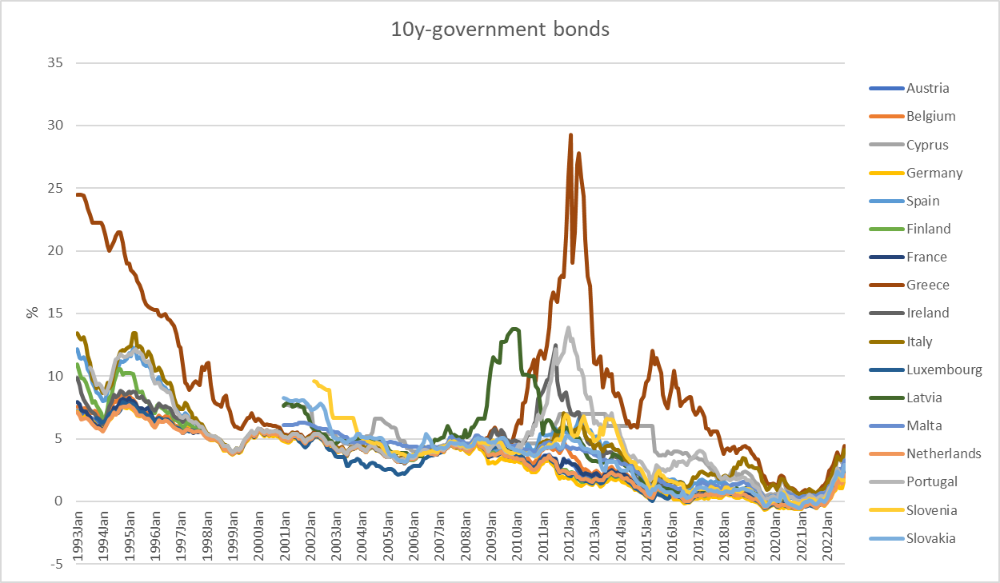 10y-government bonds
35
30
25
20
15
10
5
0
-5
%
1993Jan
1994Jan
1995Jan
1996Jan
1997Jan
1998Jan
1999Jan
2000Jan
2001Jan
2002Jan
2003Jan
2004Jan
2005Jan
2006Jan
2007Jan
2008Jan
2009Jan
2010Jan
2011Jan
2012Jan
2013Jan
2014Jan
2015Jan
2016Jan
2017Jan
2018Jan
2019Jan
2020Jan
2021Jan
2022Jan
Austria
Belgium
Cyprus
Germany
Spain
Finland
France
Greece
Ireland
Italy
Luxembourg
Latvia
Malta
Netherlands
Portugal
Slovenia
Slovakia